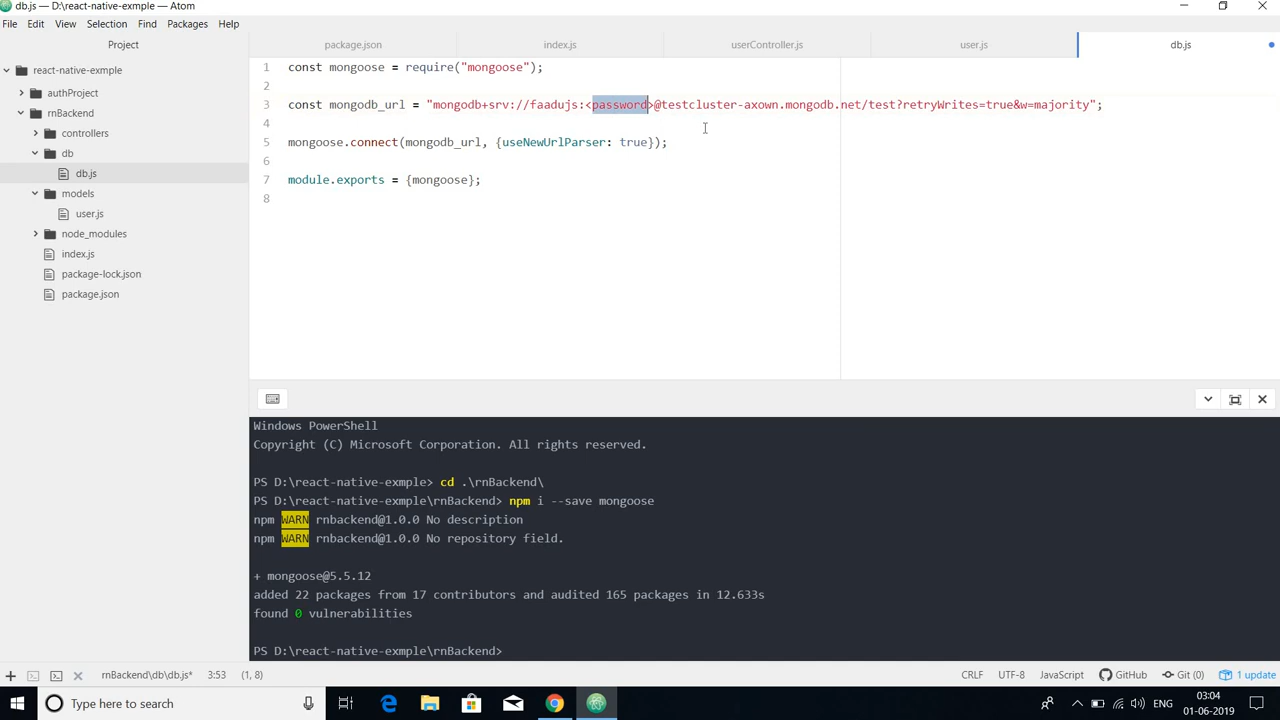 db.js — D:\react-native-exmple — Atom
File Edit View Selection Find Packages Help
Project
package.json
index.js
userController.js
user.js
db.js
react-native-exmple
authProject
rnBackend
controllers
db
db.js
models
user.js
node_modules
index.js
package-lock.json
package.json
1 const mongoose = require("mongoose");
2
3 const mongodb_url = "mongodb+srv://faadujs:<password>@testcluster-axown.mongodb.net/test?retryWrites=true&w=majority";
4
5 mongoose.connect(mongodb_url, {useNewUrlParser: true});
6
7 module.exports = {mongoose};
8
Windows PowerShell
Copyright (C) Microsoft Corporation. All rights reserved.
PS D:\react-native-exmple> cd .\rnBackend\
PS D:\react-native-exmple\rnBackend> npm i --save mongoose
npm WARN rnbackend@1.0.0 No description
npm WARN rnbackend@1.0.0 No repository field.
+ mongoose@5.5.12
added 22 packages from 17 contributors and audited 165 packages in 12.633s
found 0 vulnerabilities
PS D:\react-native-exmple\rnBackend>
rnBackend\db\db.js* 3:53 (1, 8) CRLF UTF-8 JavaScript GitHub Git (0) 1 update
Type here to search
03:04
01-06-2019